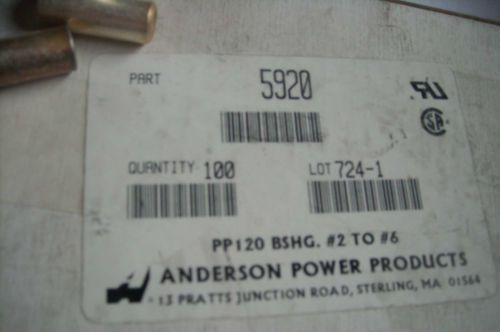 PART 5920
QUANTITY 100 LOT 724-1
PP120 BSHG. #2 TO #6
ANDERSON POWER PRODUCTS
13 PRATTS JUNCTION ROAD, STERLING, MA 01564